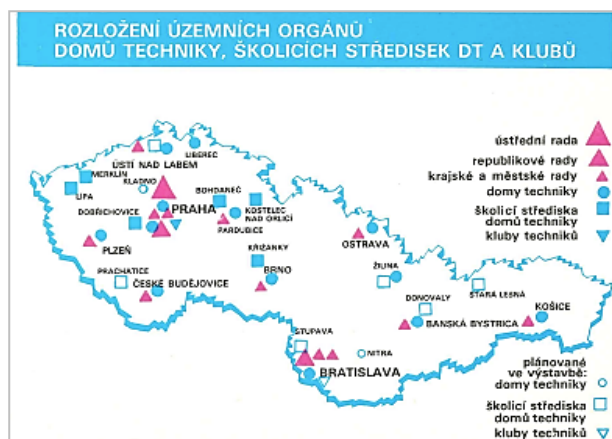 ROZLOŽENÍ ÚZEMNÍCH ORGÁNŮ
DOMŮ TECHNIKY, ŠKOLICÍCH STŘEDISEK DT A KLUBŮ
ústřední rada
republikové rady
krajské a městské rady
domy techniky
školicí střediska
domů techniky
kluby techniků
LIBEREC
ÚSTÍ NAD LABEM
MERKLÍN
KLADNO
LÍPA
BOHDANEČ
DOBŘICHOVICE
PRAHA
KOSTELEC
NAD ORLICÍ
PARDUBICE
PLZEŇ
KŘIŽANKY
OSTRAVA
PRACHATICE
ČESKÉ BUDĚJOVICE
BRNO
ŽILINA
DONOVALY
STARÁ LESNÁ
KOŠICE
BANSKÁ BYSTRICA
STUPAVA
NITRA
BRATISLAVA
plánované
ve výstavbě:
domy techniky
školicí střediska
domů techniky
kluby techniků